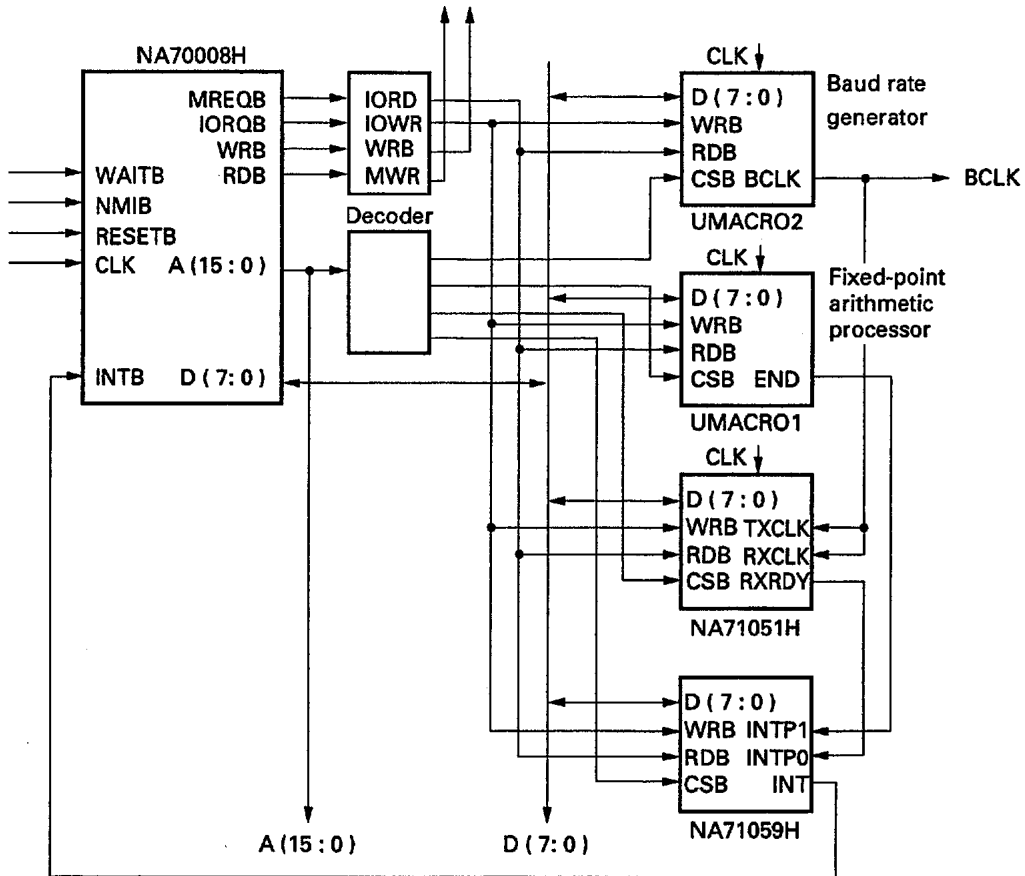 NA70008H
MREQB
IORQB
WRB
RDB
WAITB
NMIB
RESETB
CLK A(15:0)
INTB D(7:0)
IORD
IOWR
WRB
MWR
Decoder
CLK
D(7:0)
WRB
RDB
CSB BCLK
UMACRO2
Baud rate
generator
BCLK
CLK
D(7:0)
WRB
RDB
CSB END
UMACRO1
Fixed-point
arithmetic
processor
CLK
D(7:0)
WRB TXCLK
RDB RXCLK
CSB RXRDY
NA71051H
D(7:0)
WRB INTP1
RDB INTP0
CSB INT
NA71059H
A(15:0)
D(7:0)